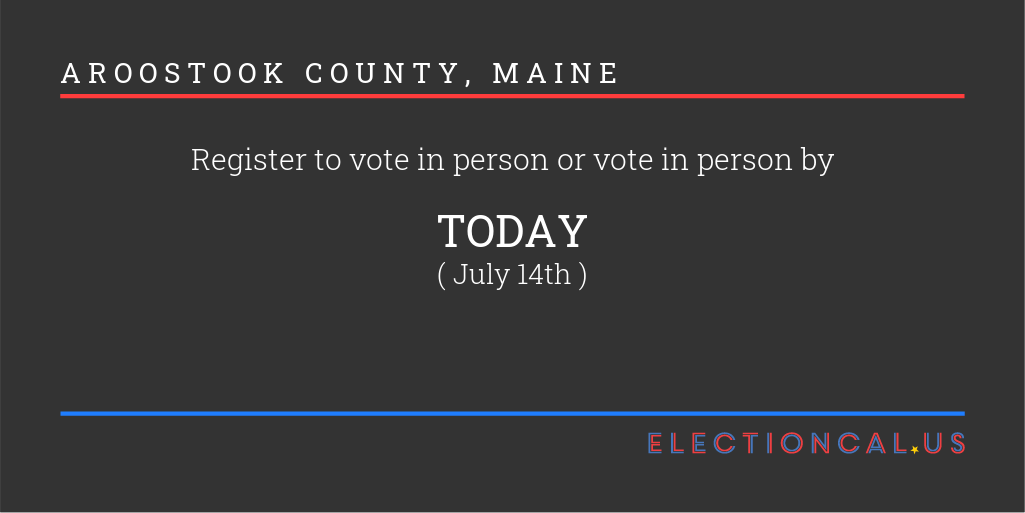 AROOSTOOK COUNTY, MAINE
Register to vote in person or vote in person by
TODAY
( July 14th )
ELECTIONCAL.US